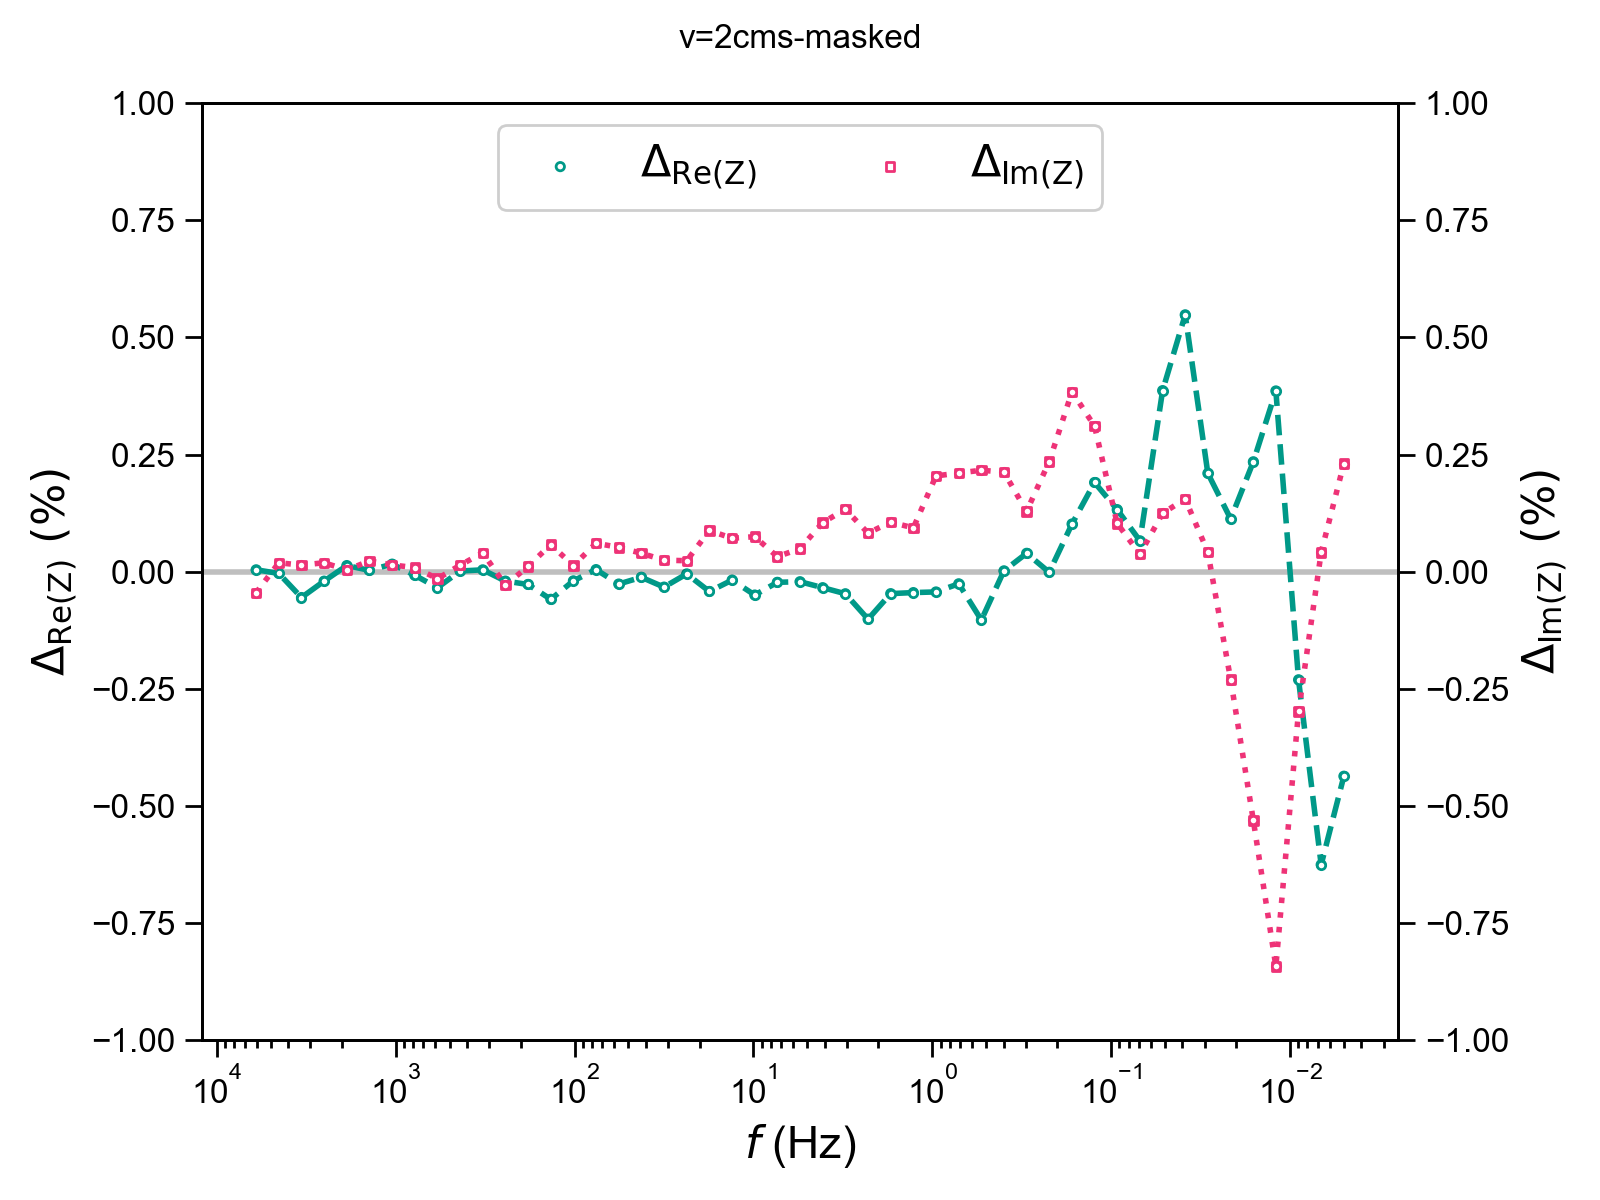 v=2cms-masked
Δ_Re(Z) Δ_Im(Z)
1.00 1.00
0.75 0.75
0.50 0.50
0.25 0.25
0.00 0.00
−0.25 −0.25
−0.50 −0.50
−0.75 −0.75
−1.00 −1.00
Δ_Re(Z) (%)
Δ_Im(Z) (%)
10^4 10^3 10^2 10^1 10^0 10^−1 10^−2
f (Hz)